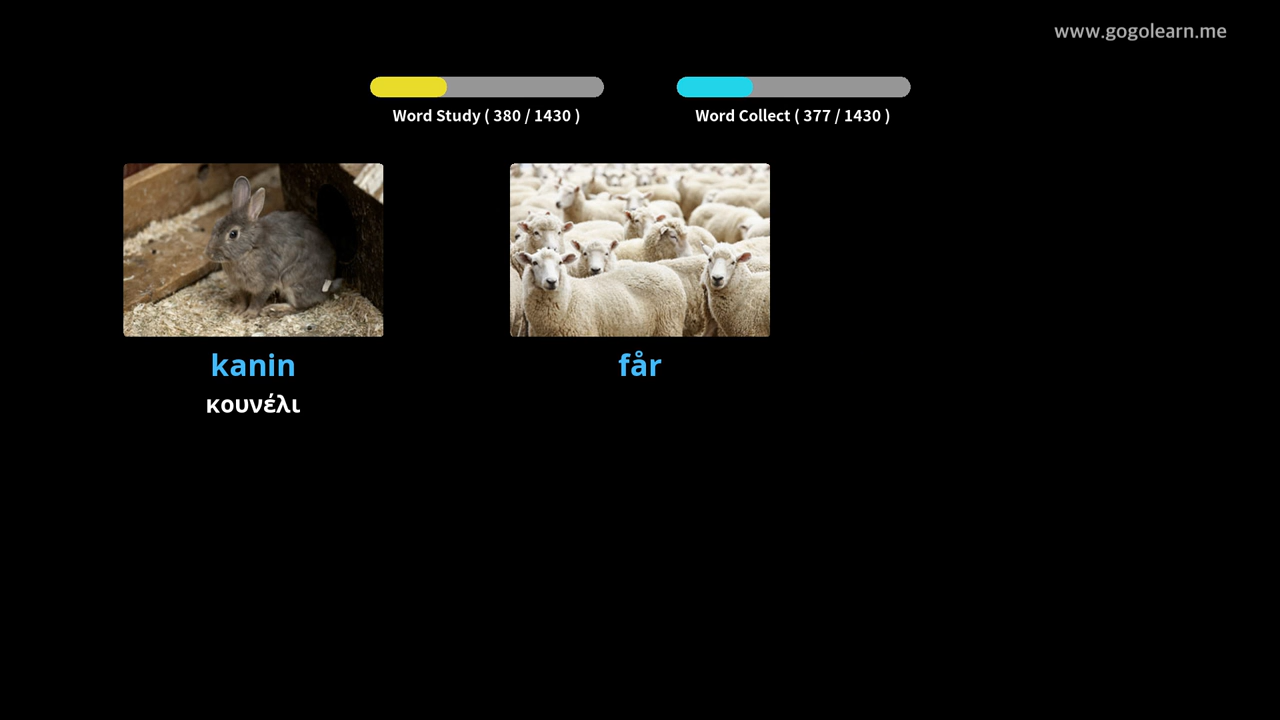 www.gogolearn.me
Word Study ( 380 / 1430 )
Word Collect ( 377 / 1430 )
kanin
κουνέλι
får